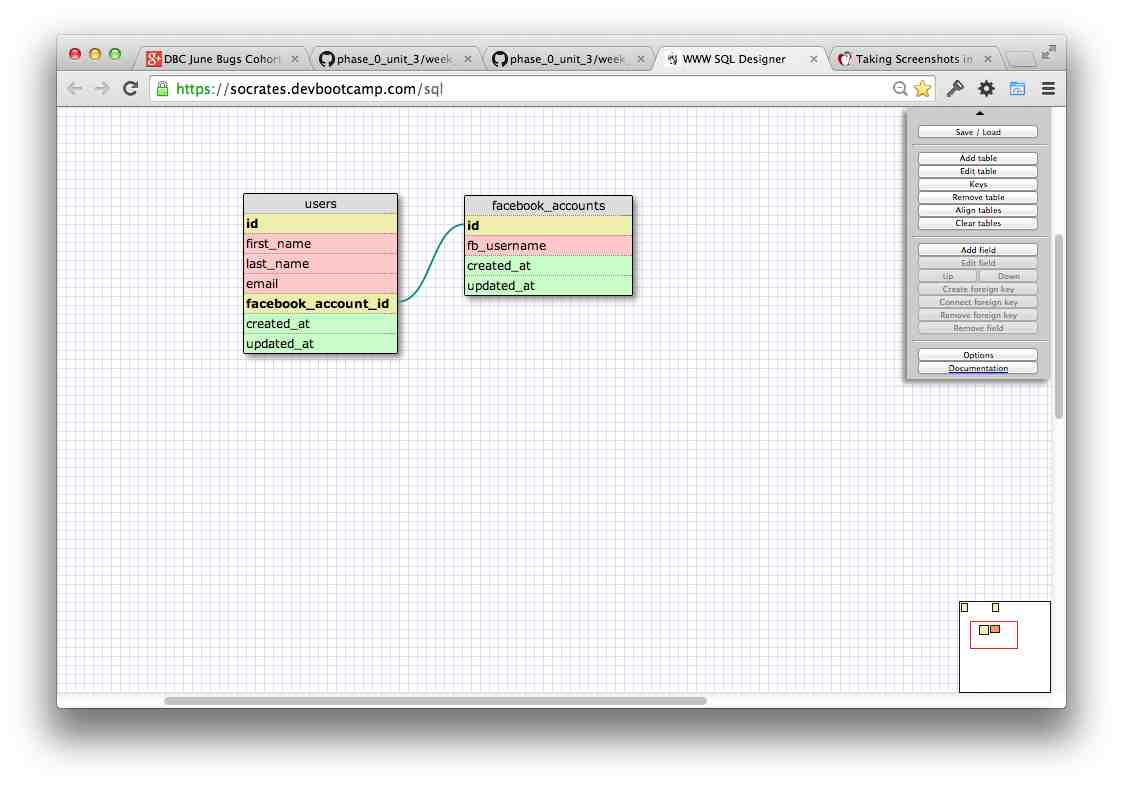 DBC June Bugs Cohort
phase_0_unit_3/week
phase_0_unit_3/week
WWW SQL Designer
Taking Screenshots in
https://socrates.devbootcamp.com/sql
users
id
first_name
last_name
email
facebook_account_id
created_at
updated_at
facebook_accounts
id
fb_username
created_at
updated_at
Save / Load
Add table
Edit table
Keys
Remove table
Align tables
Clear tables
Add field
Edit field
Up Down
Create foreign key
Connect foreign key
Remove foreign key
Remove field
Options
Documentation